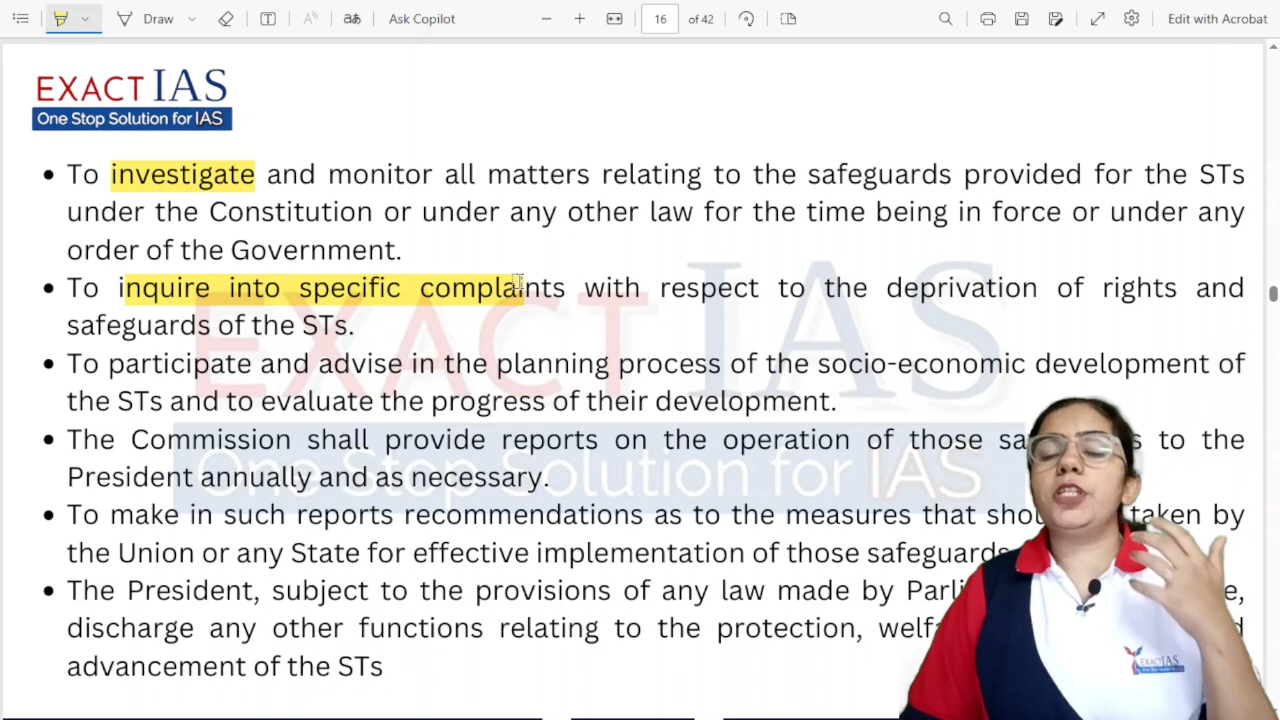 Draw
Ask Copilot
16 of 42
Edit with Acrobat
EXACT IAS
One Stop Solution for IAS
• To investigate and monitor all matters relating to the safeguards provided for the STs
under the Constitution or under any other law for the time being in force or under any
order of the Government.
• To inquire into specific complaints with respect to the deprivation of rights and
safeguards of the STs.
• To participate and advise in the planning process of the socio-economic development of
the STs and to evaluate the progress of their development.
• The Commission shall provide reports on the operation of those to the
President annually and as necessary.
• To make in such reports recommendations as to the measures that taken by
the Union or any State for effective implementation of those safeguards
• The President, subject to the provisions of any law made by
discharge any other functions relating to the protection,
advancement of the STs
EXACT IAS
One Stop Solution for IAS
EXACT IAS